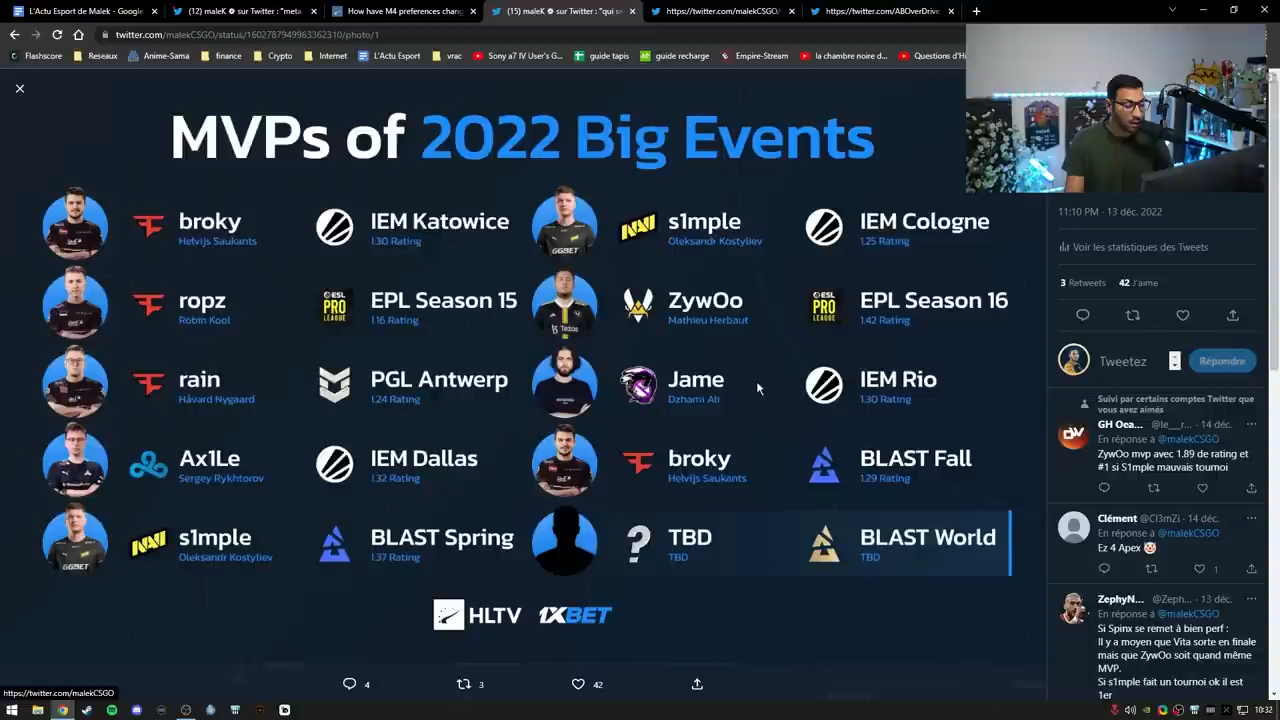 L'Actu Esport de Malek - Google
(12) maleK sur Twitter : "meta
How have M4 preferences chang
(15) maleK sur Twitter : "qui s
https://twitter.com/malekCSGO/
https://twitter.com/ABOverDrive
twitter.com/malekCSGO/status/1602787949963362310/photo/1
Flashscore
Reseaux
Anime-Sama
finance
Crypto
Internet
L'Actu Esport
vrac
Sony a7 IV User's G...
guide tapis
guide recharge
Empire-Stream
la chambre noire d...
Questions d'Hi
MVPs of 2022 Big Events
broky
Helvijs Saukants
IEM Katowice
1.30 Rating
s1mple
Oleksandr Kostyliev
IEM Cologne
1.25 Rating
ropz
Robin Kool
ESL PRO LEAGUE
EPL Season 15
1.16 Rating
ZywOo
Mathieu Herbaut
ESL PRO LEAGUE
EPL Season 16
1.42 Rating
rain
Håvard Nygaard
PGL Antwerp
1.24 Rating
Jame
Dzhami Ali
IEM Rio
1.30 Rating
Ax1Le
Sergey Rykhtorov
IEM Dallas
1.32 Rating
broky
Helvijs Saukants
BLAST Fall
1.29 Rating
s1mple
Oleksandr Kostyliev
BLAST Spring
1.37 Rating
?
TBD
TBD
BLAST World
TBD
HLTV 1XBET
4
3
42
11:10 PM · 13 déc. 2022
Voir les statistiques des Tweets
3 Retweets 42 J'aime
Tweetez
Répondre
Suivi par certains comptes Twitter que
vous avez aimés
GH Oea... @le__r... · 14 déc.
En réponse à @malekCSGO
ZywOo mvp avec 1.89 de rating et
#1 si S1mple mauvais tournoi
Clément @Cl3mZi · 14 déc.
En réponse à @malekCSGO
Ez 4 Apex
1
ZephyN... @Zeph... · 13 déc.
En réponse à @malekCSGO
Si Spinx se remet à bien perf :
Il y a moyen que Vita sorte en finale
mais que ZywOo soit quand même
MVP.
Si s1mple fait un tournoi ok il est
1er
https://twitter.com/malekCSGO
10:32